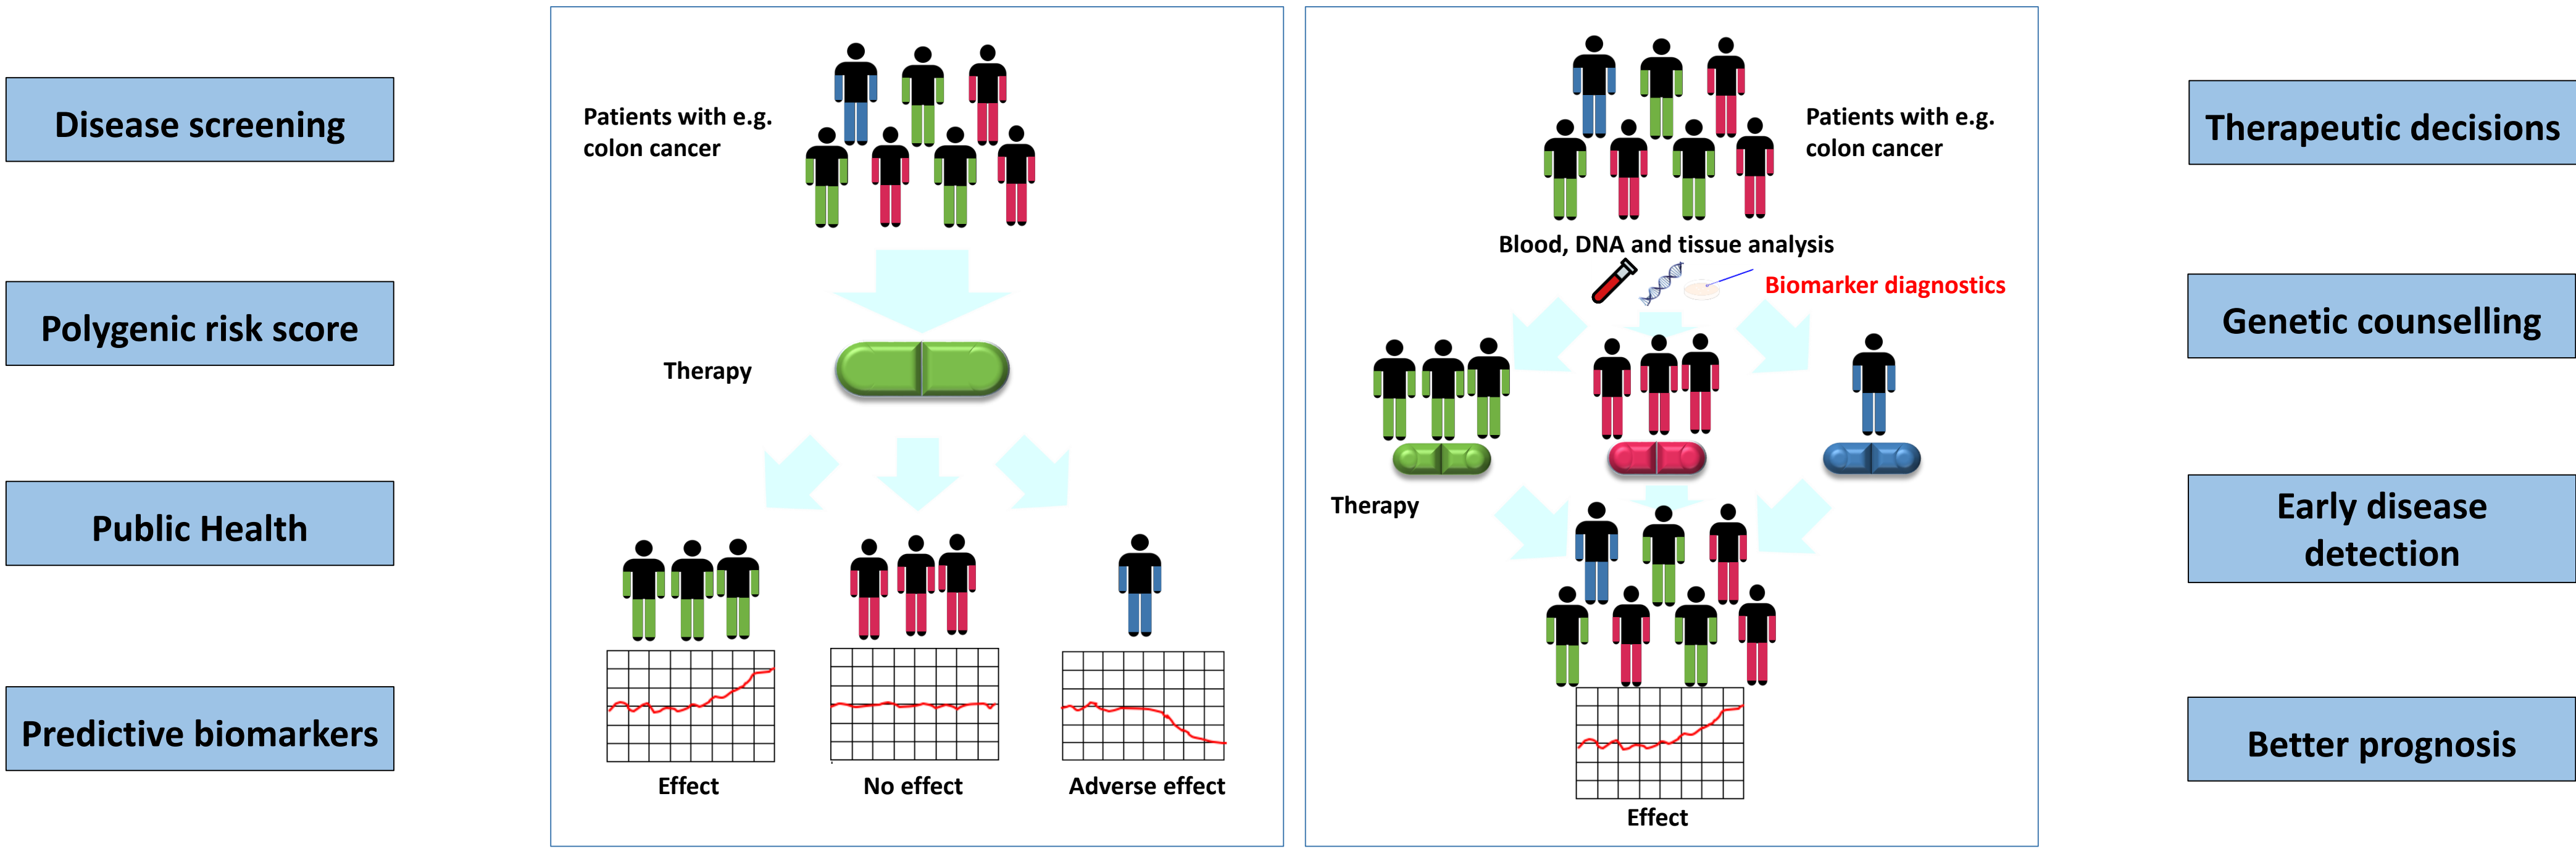 Disease screening
Polygenic risk score
Public Health
Predictive biomarkers
Patients with e.g.
colon cancer
Therapy
Effect
No effect
Adverse effect
Patients with e.g.
colon cancer
Blood, DNA and tissue analysis
Biomarker diagnostics
Therapy
Effect
Therapeutic decisions
Genetic counselling
Early disease
detection
Better prognosis